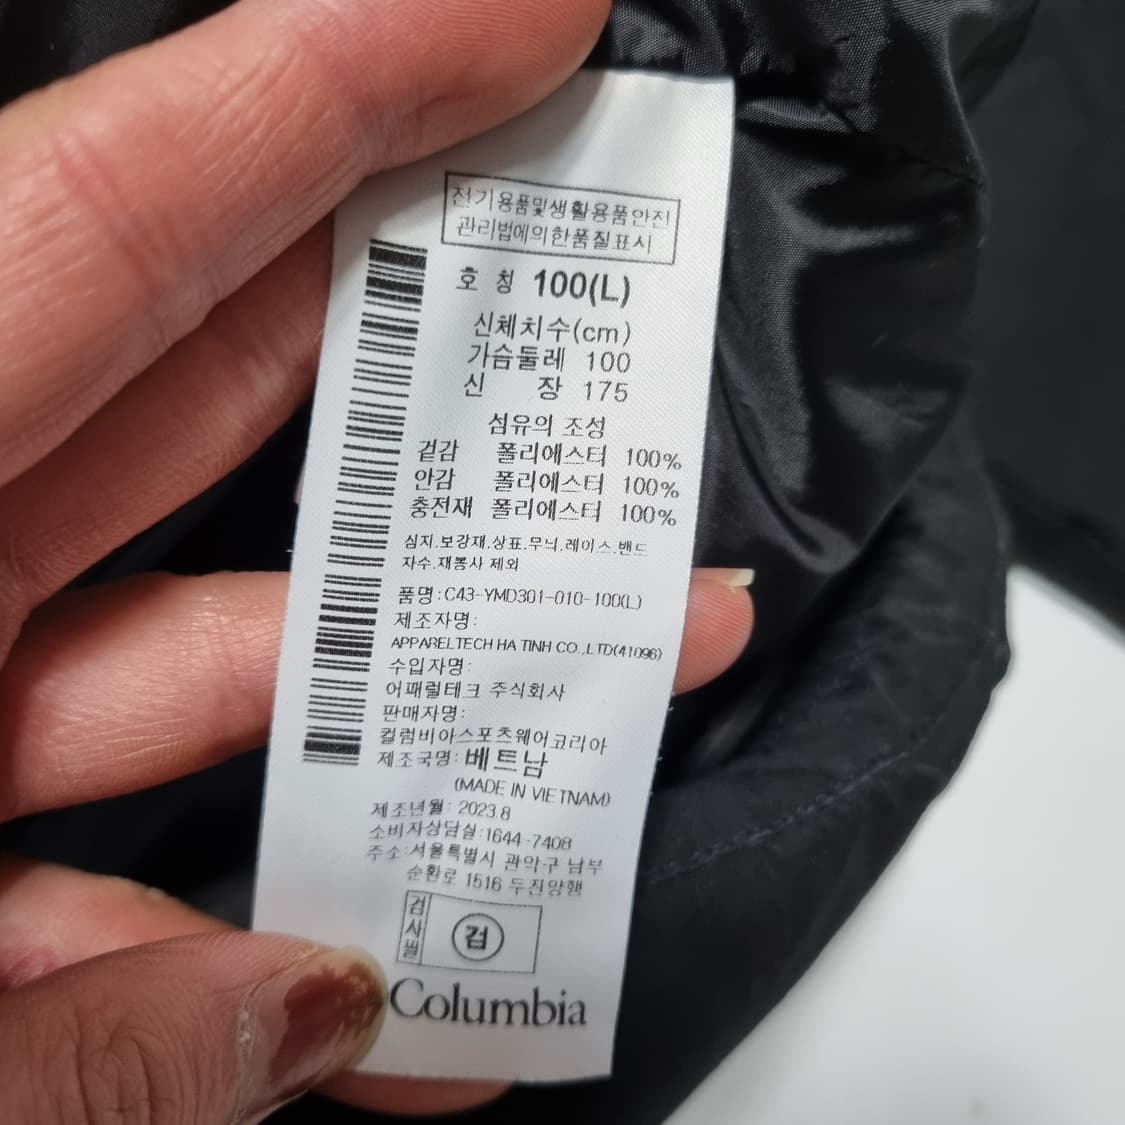 전기용품및생활용품안전
관리법에의한품질표시
호 칭 100(L)
신체치수(cm)
가슴둘레 100
신 장 175
섬유의 조성
겉감 폴리에스터 100%
안감 폴리에스터 100%
충전재 폴리에스터 100%
심지.보강재.상표.무늬.레이스.밴드
자수.재봉사 제외
품명:C43-YMD301-010-100(L)
제조자명:
APPARELTECH HA TINH CO.,LTD(41096)
수입자명:
어패럴테크 주식회사
판매자명:
컬럼비아스포츠웨어코리아
제조국명:베트남
(MADE IN VIETNAM)
제조년월: 2023.8
소비자상담실:1644-7408
주소:서울특별시 관악구 남부
순환로 1516 두진양행
검사필
검
Columbia